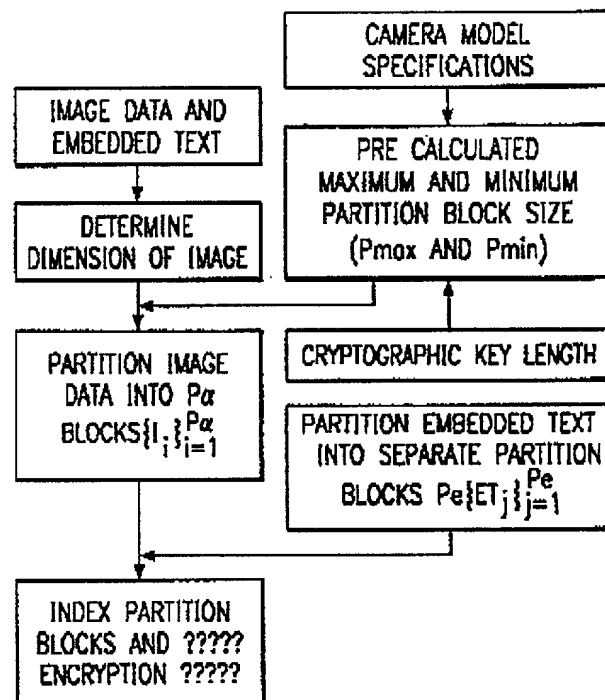 CAMERA MODEL
SPECIFICATIONS
IMAGE DATA AND
EMBEDDED TEXT
PRE CALCULATED
MAXIMUM AND MINIMUM
PARTITION BLOCK SIZE
(Pmax AND Pmin)
DETERMINE
DIMENSION OF IMAGE
CRYPTOGRAPHIC KEY LENGTH
PARTITION IMAGE
DATA INTO Pα
BLOCKS{I_i}_{i=1}^{Pα}
PARTITION EMBEDDED TEXT
INTO SEPARATE PARTITION
BLOCKS Pe{ET_j}_{j=1}^{Pe}
INDEX PARTITION
BLOCKS AND ?????
ENCRYPTION ?????